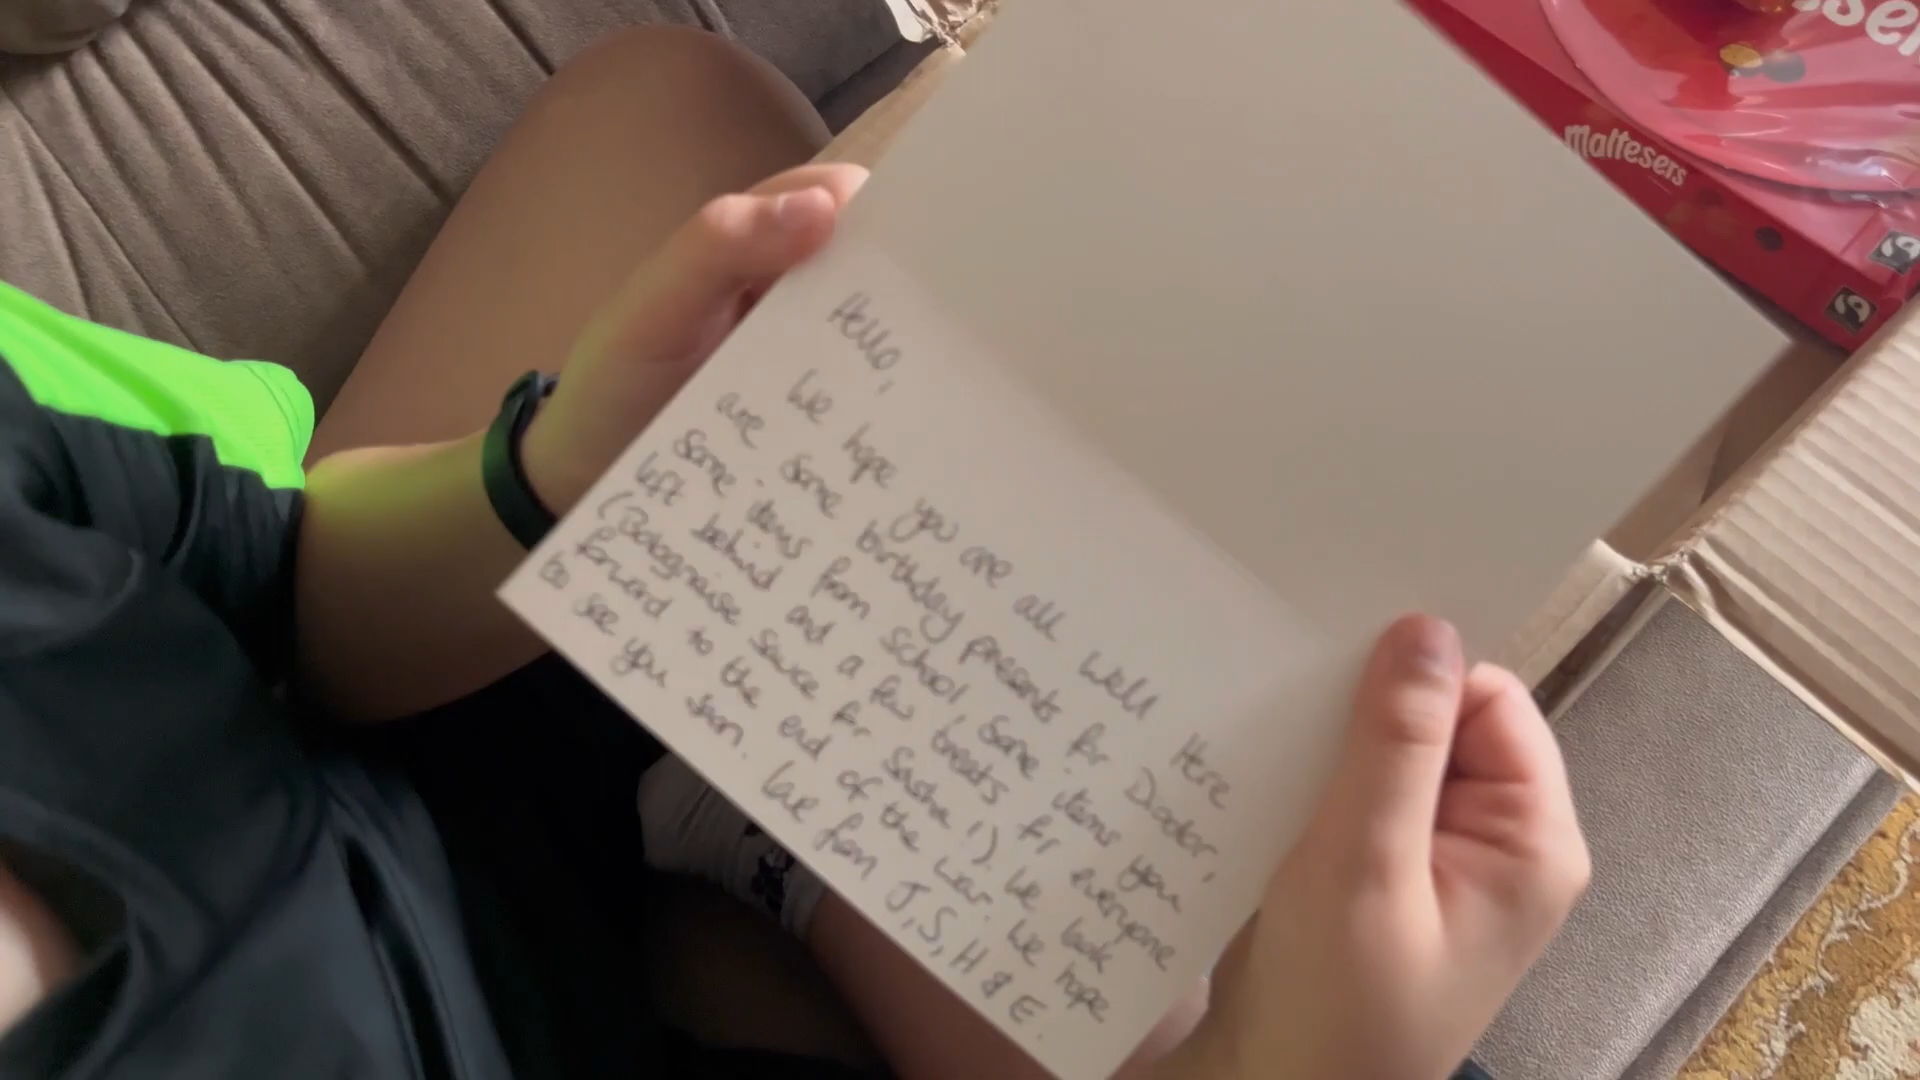 Hello,
We hope you are all well Here
are some birthday presents for
some items from school some items you
left behind and a few treats for everyone
(Bolognaise sauce for Sasha!). We look
forward to the end of the war. We hope
to see you soon. Love from J, S, H & E.
Maltesers